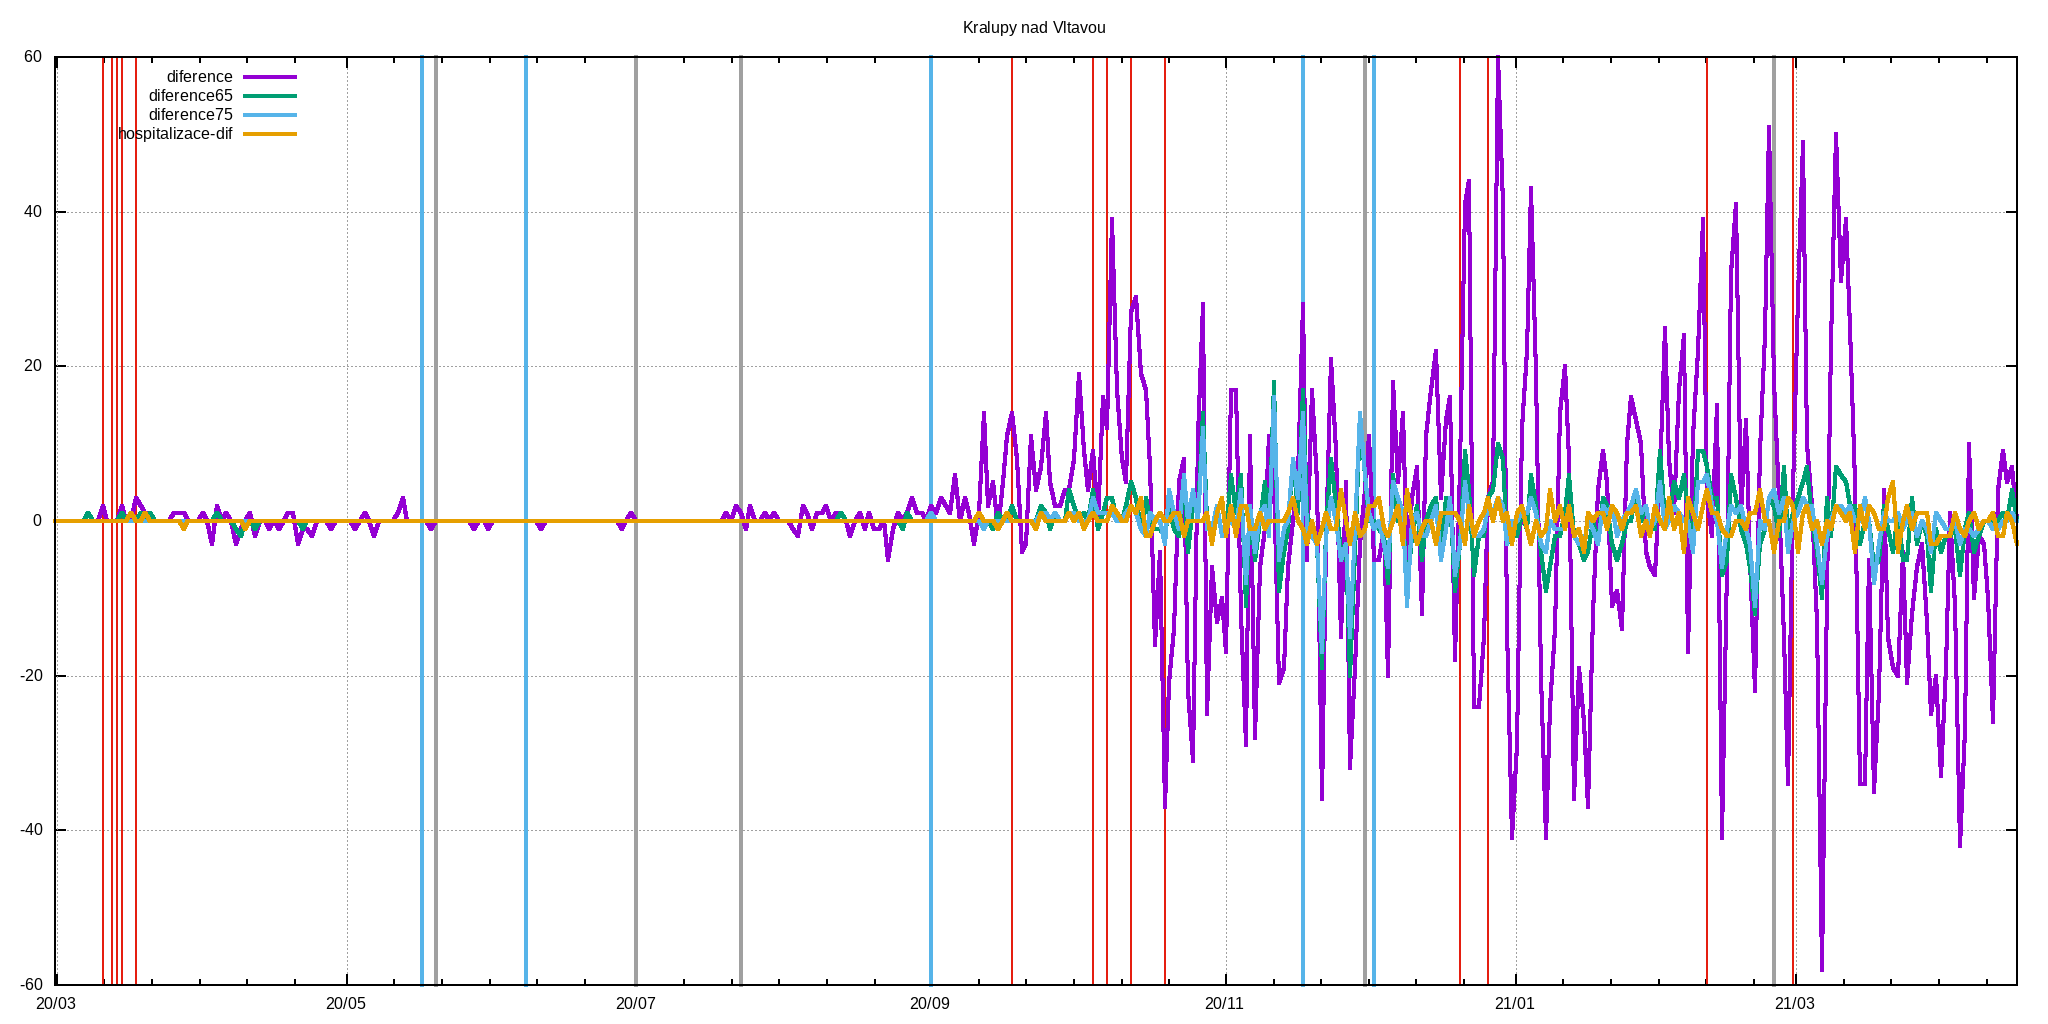 Kralupy nad Vltavou
diference
diference65
diference75
hospitalizace-dif
60
40
20
0
-20
-40
-60
20/03 20/05 20/07 20/09 20/11 21/01 21/03